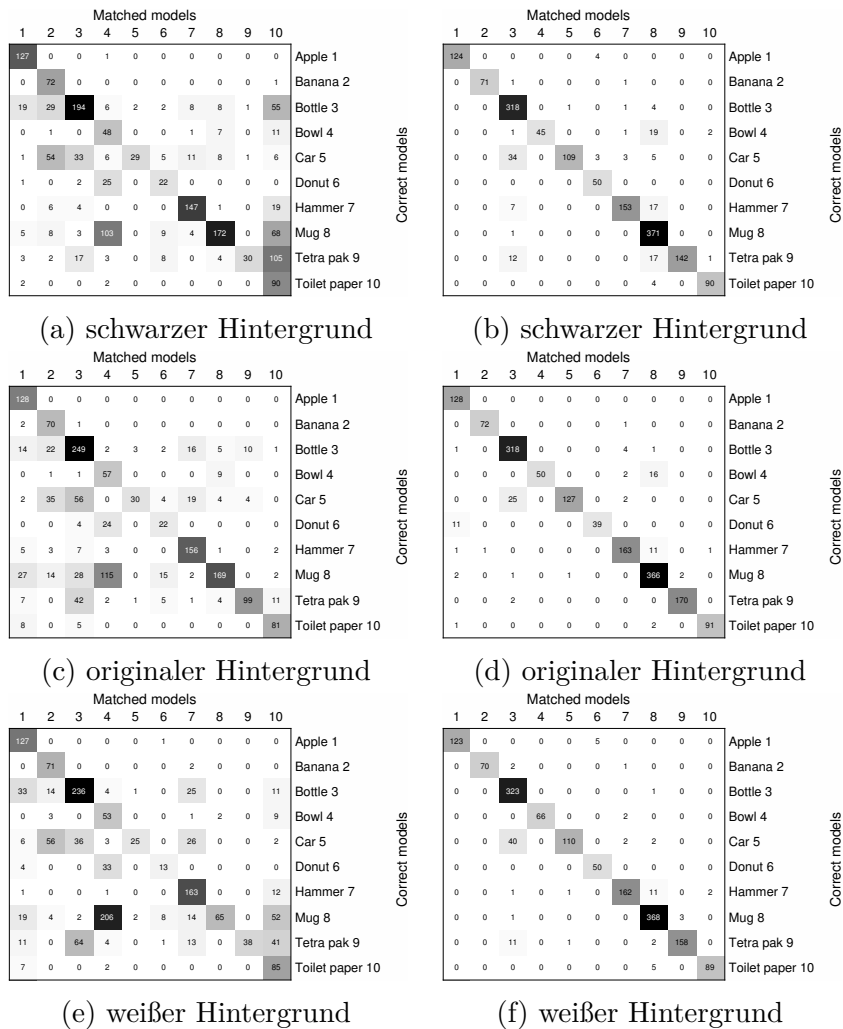 Matched models
1 2 3 4 5 6 7 8 9 10
127 0 0 1 0 0 0 0 0 0 Apple 1
0 72 0 0 0 0 0 0 0 1 Banana 2
19 29 194 6 2 2 8 8 1 55 Bottle 3
0 1 0 48 0 0 1 7 0 11 Bowl 4
1 54 33 6 29 5 11 8 1 6 Car 5
1 0 2 25 0 22 0 0 0 0 Donut 6
0 6 4 0 0 0 147 1 0 19 Hammer 7
5 8 3 103 0 9 4 172 0 68 Mug 8
3 2 17 3 0 8 0 4 30 105 Tetra pak 9
2 0 0 2 0 0 0 0 0 90 Toilet paper 10
Correct models
(a) schwarzer Hintergrund
Matched models
1 2 3 4 5 6 7 8 9 10
124 0 0 0 0 4 0 0 0 0 Apple 1
0 71 1 0 0 0 1 0 0 0 Banana 2
0 0 318 0 1 0 1 4 0 0 Bottle 3
0 0 1 45 0 0 0 19 0 2 Bowl 4
0 0 34 0 109 3 3 5 0 0 Car 5
0 0 0 0 0 50 0 0 0 0 Donut 6
0 0 7 0 0 0 153 17 0 0 Hammer 7
0 0 1 0 0 0 0 371 0 0 Mug 8
0 0 12 0 0 0 0 17 142 1 Tetra pak 9
0 0 0 0 0 0 0 4 0 90 Toilet paper 10
Correct models
(b) schwarzer Hintergrund
Matched models
1 2 3 4 5 6 7 8 9 10
128 0 0 0 0 0 0 0 0 0 Apple 1
2 70 1 0 0 0 0 0 0 0 Banana 2
14 22 249 2 3 2 16 5 10 1 Bottle 3
0 1 1 57 0 0 0 9 0 0 Bowl 4
2 35 56 0 30 4 19 4 4 0 Car 5
0 0 4 24 0 22 0 0 0 0 Donut 6
5 3 7 3 0 0 156 1 0 2 Hammer 7
27 14 28 115 0 15 2 169 0 2 Mug 8
7 0 42 2 1 5 1 4 99 11 Tetra pak 9
8 0 5 0 0 0 0 0 0 81 Toilet paper 10
Correct models
(c) originaler Hintergrund
Matched models
1 2 3 4 5 6 7 8 9 10
128 0 0 0 0 0 0 0 0 0 Apple 1
0 72 0 0 0 0 1 0 0 0 Banana 2
1 0 318 0 0 0 4 1 0 0 Bottle 3
0 0 0 50 0 0 2 16 0 0 Bowl 4
0 0 25 0 127 0 2 0 0 0 Car 5
11 0 0 0 0 39 0 0 0 0 Donut 6
1 1 0 0 0 0 163 11 0 1 Hammer 7
2 0 1 0 1 0 0 366 2 0 Mug 8
0 0 2 0 0 0 0 0 170 0 Tetra pak 9
1 0 0 0 0 0 0 2 0 91 Toilet paper 10
Correct models
(d) originaler Hintergrund
Matched models
1 2 3 4 5 6 7 8 9 10
127 0 0 0 0 1 0 0 0 0 Apple 1
0 71 0 0 0 0 2 0 0 0 Banana 2
33 14 236 4 1 0 25 0 0 11 Bottle 3
0 3 0 53 0 0 1 2 0 9 Bowl 4
6 56 36 3 25 0 26 0 0 2 Car 5
4 0 0 33 0 13 0 0 0 0 Donut 6
1 0 0 1 0 0 163 0 0 12 Hammer 7
19 4 2 206 2 8 14 65 0 52 Mug 8
11 0 64 4 0 1 13 0 38 41 Tetra pak 9
7 0 0 2 0 0 0 0 0 85 Toilet paper 10
Correct models
(e) weißer Hintergrund
Matched models
1 2 3 4 5 6 7 8 9 10
123 0 0 0 0 5 0 0 0 0 Apple 1
0 70 2 0 0 0 1 0 0 0 Banana 2
0 0 323 0 0 0 0 1 0 0 Bottle 3
0 0 0 66 0 0 2 0 0 0 Bowl 4
0 0 40 0 110 0 2 2 0 0 Car 5
0 0 0 0 0 50 0 0 0 0 Donut 6
0 0 1 0 1 0 162 11 0 2 Hammer 7
0 0 1 0 0 0 0 368 3 0 Mug 8
0 0 11 0 1 0 0 2 158 0 Tetra pak 9
0 0 0 0 0 0 0 5 0 89 Toilet paper 10
Correct models
(f) weißer Hintergrund